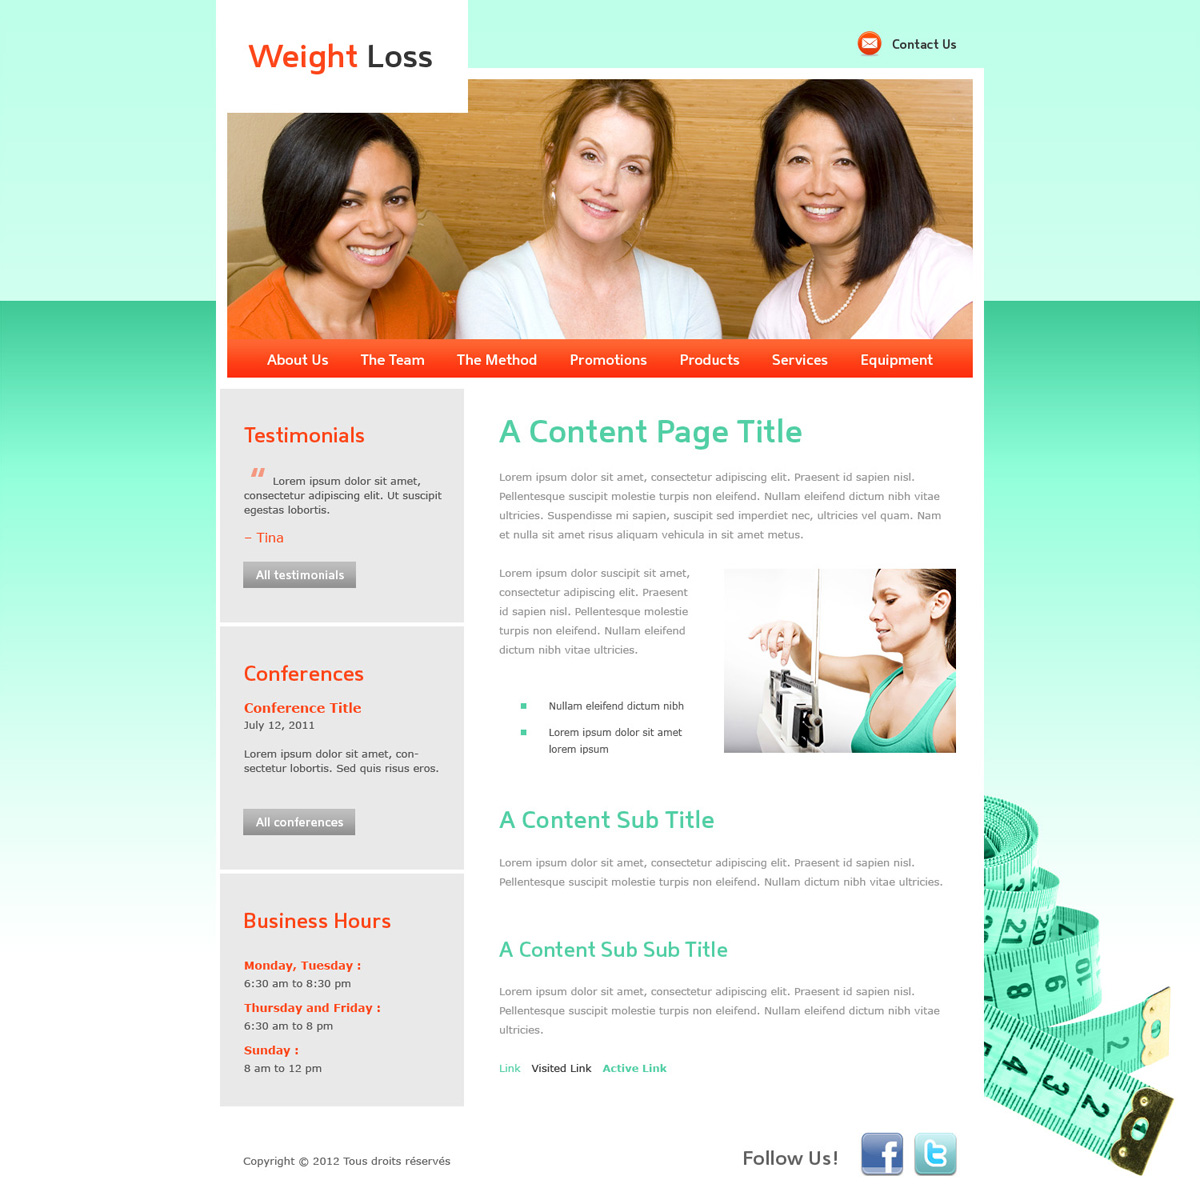 Weight Loss
Contact Us
About Us The Team The Method Promotions Products Services Equipment
Testimonials
“ Lorem ipsum dolor sit amet,
consectetur adipiscing elit. Ut suscipit
egestas lobortis.
– Tina
All testimonials
Conferences
Conference Title
July 12, 2011
Lorem ipsum dolor sit amet, con-
sectetur lobortis. Sed quis risus eros.
All conferences
Business Hours
Monday, Tuesday :
6:30 am to 8:30 pm
Thursday and Friday :
6:30 am to 8 pm
Sunday :
8 am to 12 pm
A Content Page Title
Lorem ipsum dolor sit amet, consectetur adipiscing elit. Praesent id sapien nisl.
Pellentesque suscipit molestie turpis non eleifend. Nullam eleifend dictum nibh vitae
ultricies. Suspendisse mi sapien, suscipit sed imperdiet nec, ultricies vel quam. Nam
et nulla sit amet risus aliquam vehicula in sit amet metus.
Lorem ipsum dolor suscipit sit amet,
consectetur adipiscing elit. Praesent
id sapien nisl. Pellentesque molestie
turpis non eleifend. Nullam eleifend
dictum nibh vitae ultricies.
Nullam eleifend dictum nibh
Lorem ipsum dolor sit amet
lorem ipsum
A Content Sub Title
Lorem ipsum dolor sit amet, consectetur adipiscing elit. Praesent id sapien nisl.
Pellentesque suscipit molestie turpis non eleifend. Nullam dictum nibh vitae ultricies.
A Content Sub Sub Title
Lorem ipsum dolor sit amet, consectetur adipiscing elit. Praesent id sapien nisl.
Pellentesque suscipit molestie turpis non eleifend. Nullam eleifend dictum nibh vitae
ultricies.
Link Visited Link Active Link
21
8 10
4 3 2 1
2 1
Copyright © 2012 Tous droits réservés
Follow Us!
f t